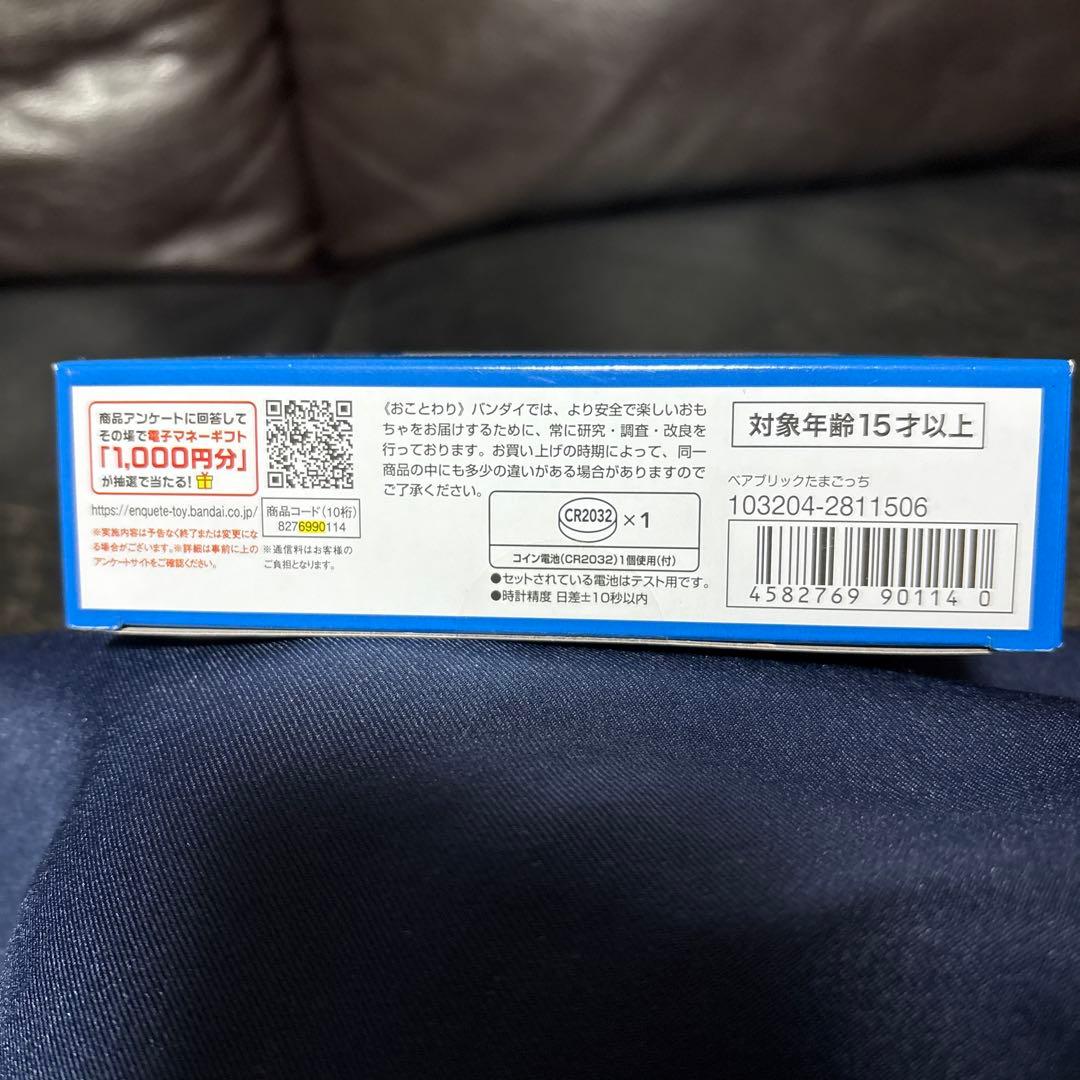 商品アンケートに回答して
その場で電子マネーギフト
「1,000円分」
が抽選で当たる!
https://enquete-toy.bandai.co.jp/
※実施内容は予告なく終了または変更にな
る場合がございます。※詳細は事前に上の
アンケートサイトをご確認ください。
商品コード(10桁)
8276990114
※通信料はお客様の
ご負担となります。
《おことわり》バンダイでは、より安全で楽しいおも
ちゃをお届けするために、常に研究・調査・改良を
行っております。お買い上げの時期によって、同一
商品の中にも多少の違いがある場合がありますので
ご了承ください。
CR2032 ×1
コイン電池(CR2032)1個使用(付)
●セットされている電池はテスト用です。
●時計精度 日差±10秒以内
対象年齢15才以上
ベアブリックたまごっち
103204-2811506
4582769 90114 0